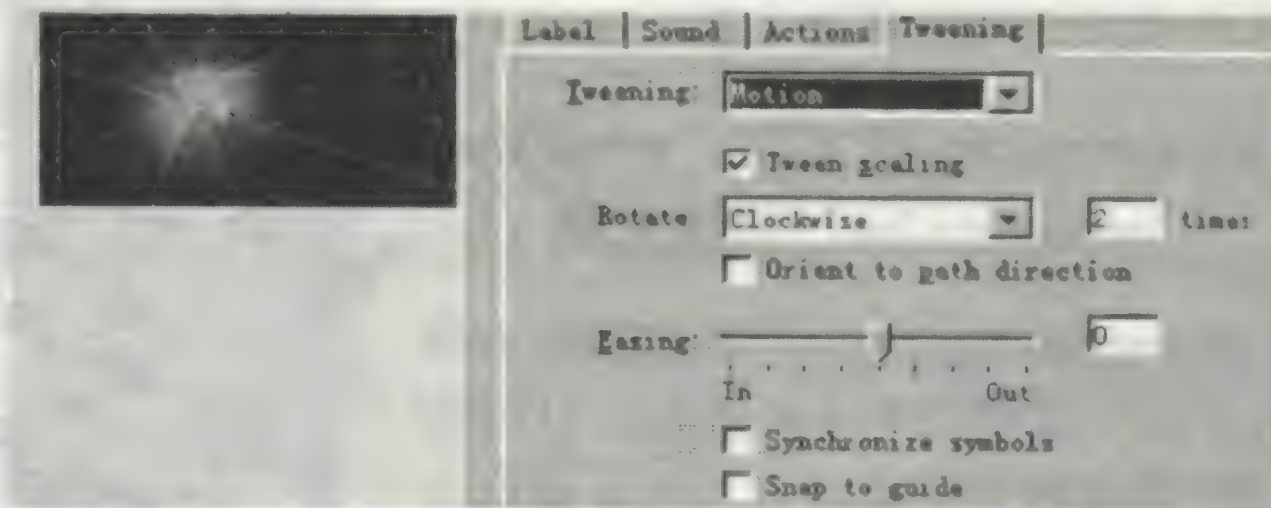 Label Sound Actions Tweening
Tweening: Motion
Tween scaling
Rotate Clockwise 2 times
Orient to path direction
Easing: 0
In Out
Synchronize symbols
Snap to guide